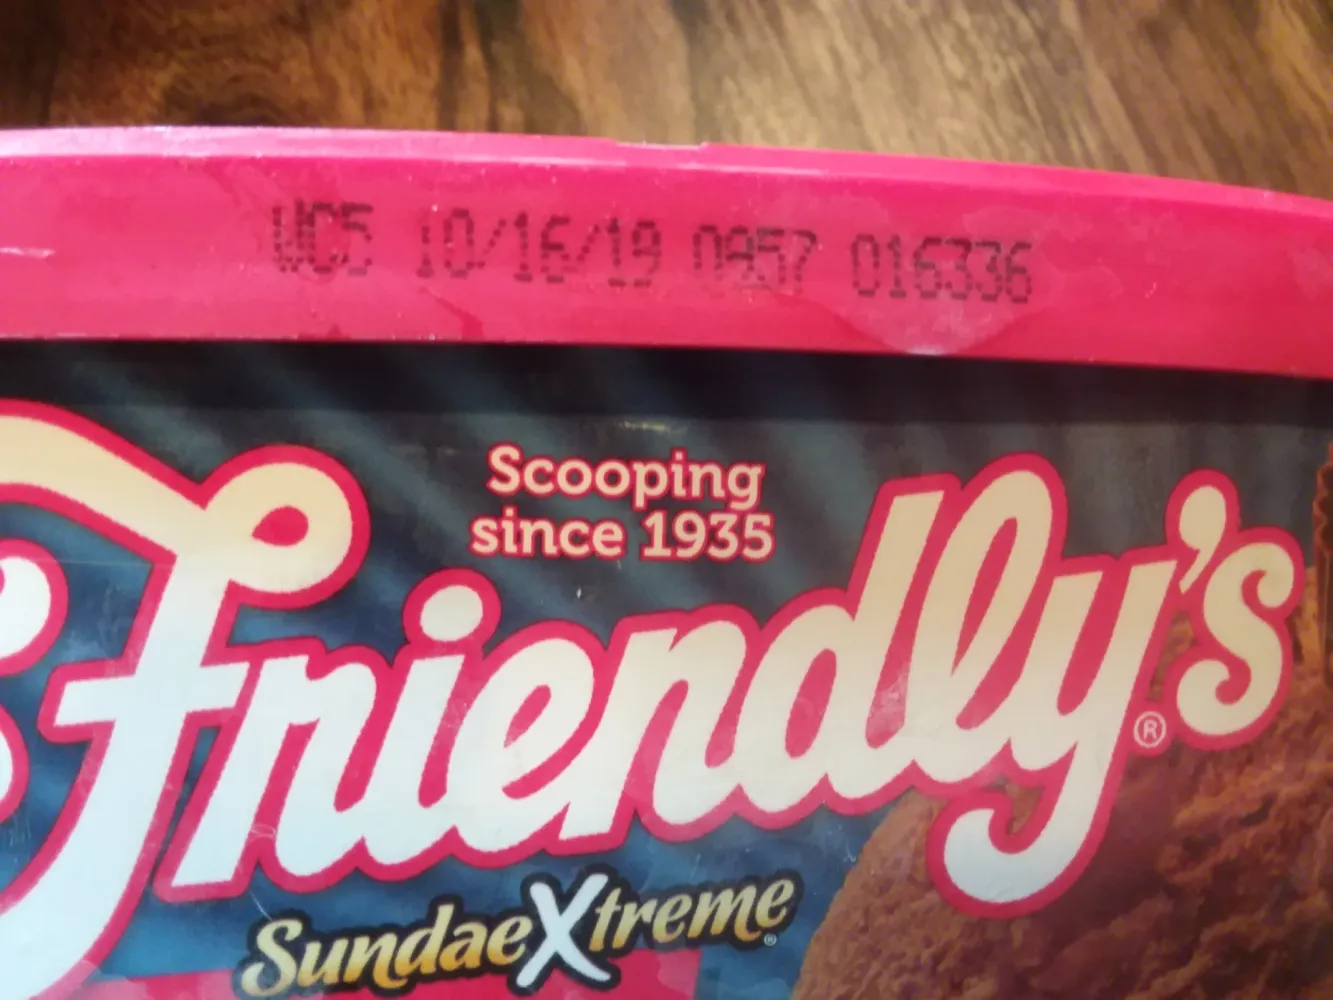 WC5 10/16/19 0957 016336
Scooping
since 1935
Friendly's®
SundaeXtreme®